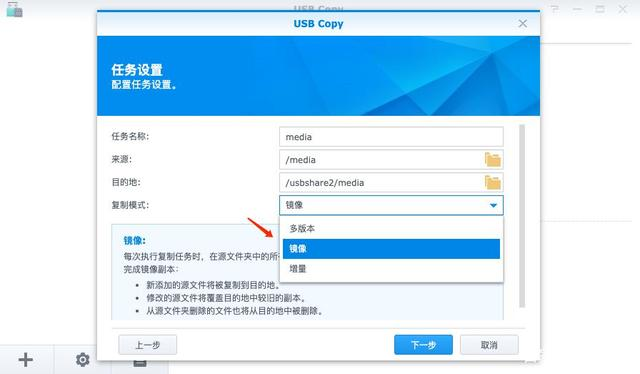 USB Copy
USB Copy
任务设置
配置任务设置。
任务名称:
media
来源:
/media
目的地:
/usbshare2/media
复制模式:
镜像
多版本
镜像
增量
镜像:
每次执行复制任务时，在源文件夹中的所
完成镜像副本：
新添加的源文件将被复制到目的地。
修改的源文件将覆盖目的地中较旧的副本。
从源文件夹删除的文件也将从目的地中被删除。
上一步
下一步
取消